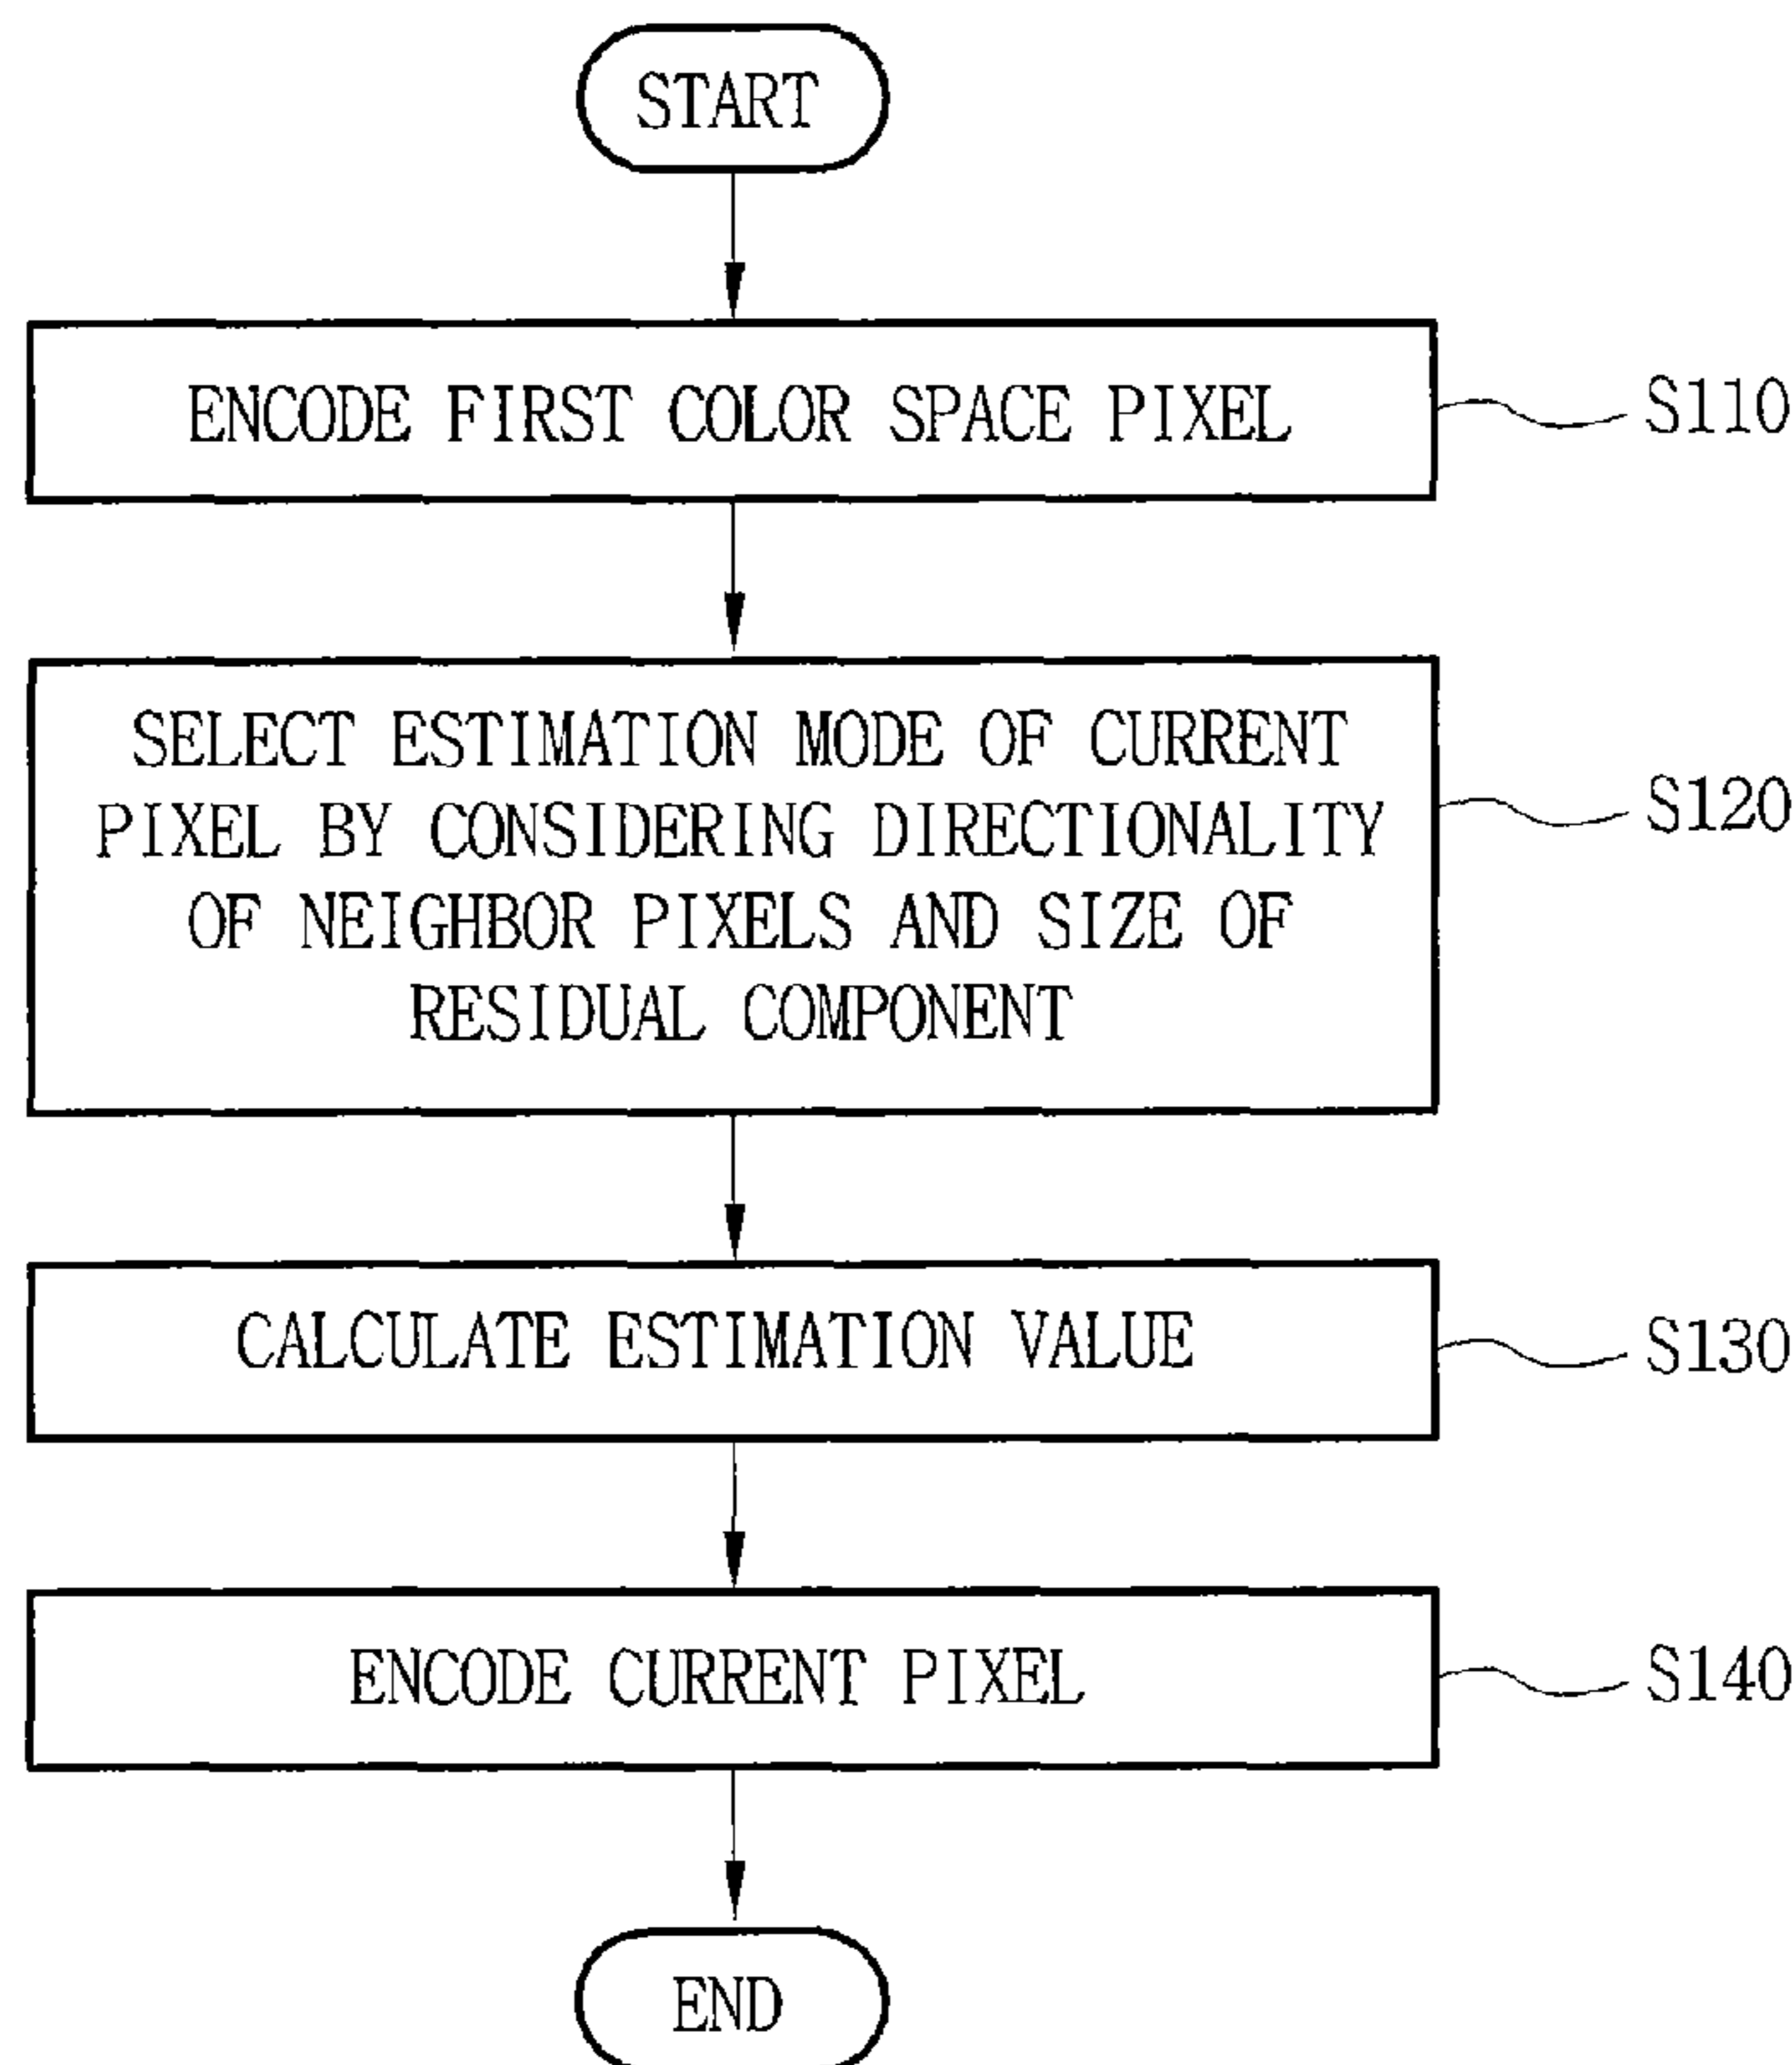 START
ENCODE FIRST COLOR SPACE PIXEL
S110
SELECT ESTIMATION MODE OF CURRENT
PIXEL BY CONSIDERING DIRECTIONALITY
OF NEIGHBOR PIXELS AND SIZE OF
RESIDUAL COMPONENT
S120
CALCULATE ESTIMATION VALUE
S130
ENCODE CURRENT PIXEL
S140
END